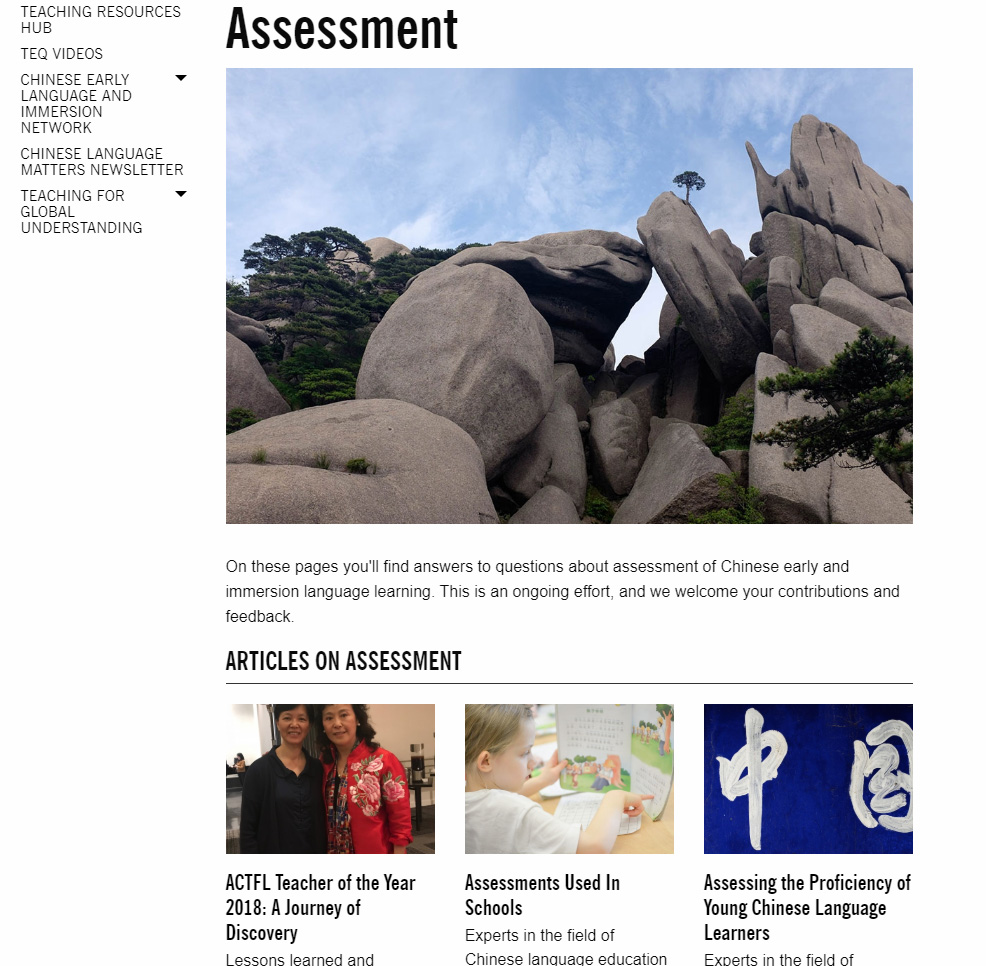 TEACHING RESOURCES
HUB
TEQ VIDEOS
CHINESE EARLY
LANGUAGE AND
IMMERSION
NETWORK
CHINESE LANGUAGE
MATTERS NEWSLETTER
TEACHING FOR
GLOBAL
UNDERSTANDING
Assessment
On these pages you'll find answers to questions about assessment of Chinese early and
immersion language learning. This is an ongoing effort, and we welcome your contributions and
feedback.
ARTICLES ON ASSESSMENT
中国
ACTFL Teacher of the Year
2018: A Journey of
Discovery
Lessons learned and
Assessments Used In
Schools
Experts in the field of
Chinese language education
Assessing the Proficiency of
Young Chinese Language
Learners
Experts in the field of